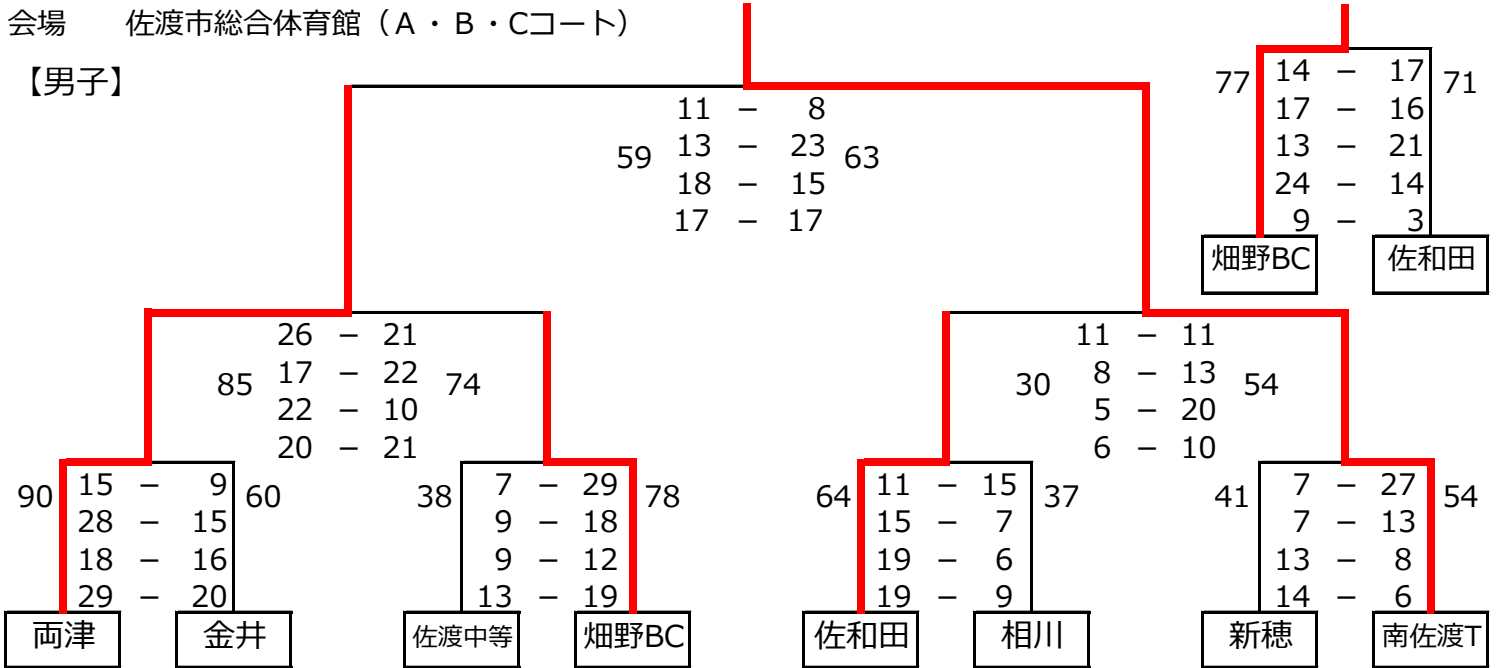 会場　佐渡市総合体育館（A・B・Cコート）
【男子】
77 14 － 17 71
17 － 16
13 － 21
24 － 14
9 － 3
畑野BC 佐和田
11 － 8
59 13 － 23 63
18 － 15
17 － 17
26 － 21
85 17 － 22 74
22 － 10
20 － 21
11 － 11
30 8 － 13 54
5 － 20
6 － 10
90 15 － 9 60
28 － 15
18 － 16
29 － 20
両津 金井
38 7 － 29 78
9 － 18
9 － 12
13 － 19
佐渡中等 畑野BC
64 11 － 15 37
15 － 7
19 － 6
19 － 9
佐和田 相川
41 7 － 27 54
7 － 13
13 － 8
14 － 6
新穂 南佐渡T